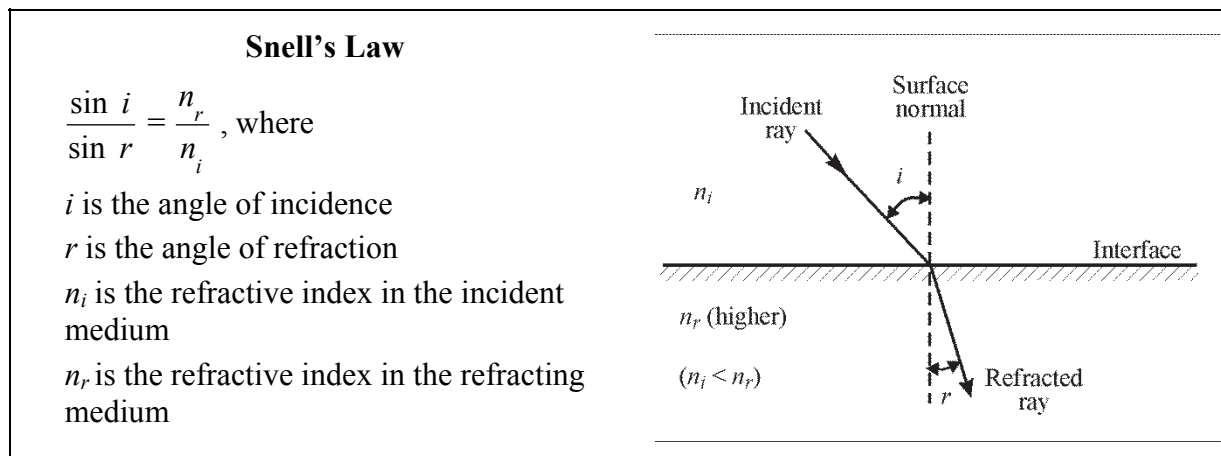 Snell's Law
sin i / sin r = n_r / n_i , where
i is the angle of incidence
r is the angle of refraction
n_i is the refractive index in the incident
medium
n_r is the refractive index in the refracting
medium
Surface
normal
Incident
ray
i
n_i
Interface
n_r (higher)
(n_i < n_r)
r
Refracted
ray